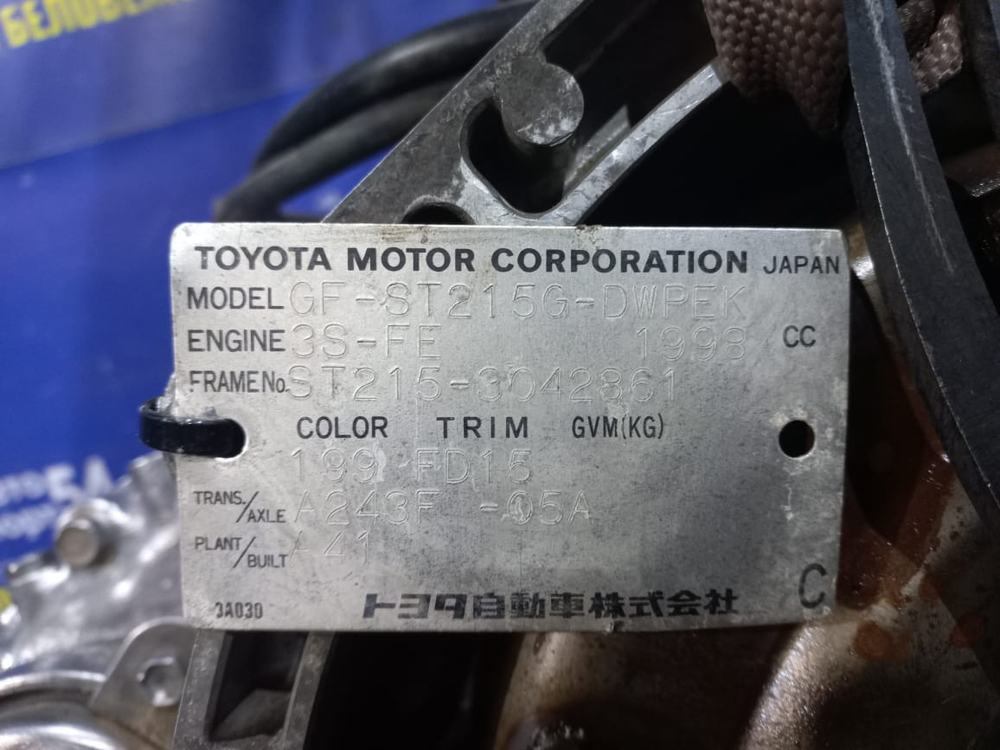 TOYOTA MOTOR CORPORATION JAPAN
MODEL GF-ST215G-DWPEK
ENGINE 3S-FE 1998 CC
FRAME No. ST215-3042861
COLOR TRIM GVM(KG)
199 FD15
TRANS./AXLE A243F -05A
PLANT/BUILT A41
3A030 トヨタ自動車株式会社 C